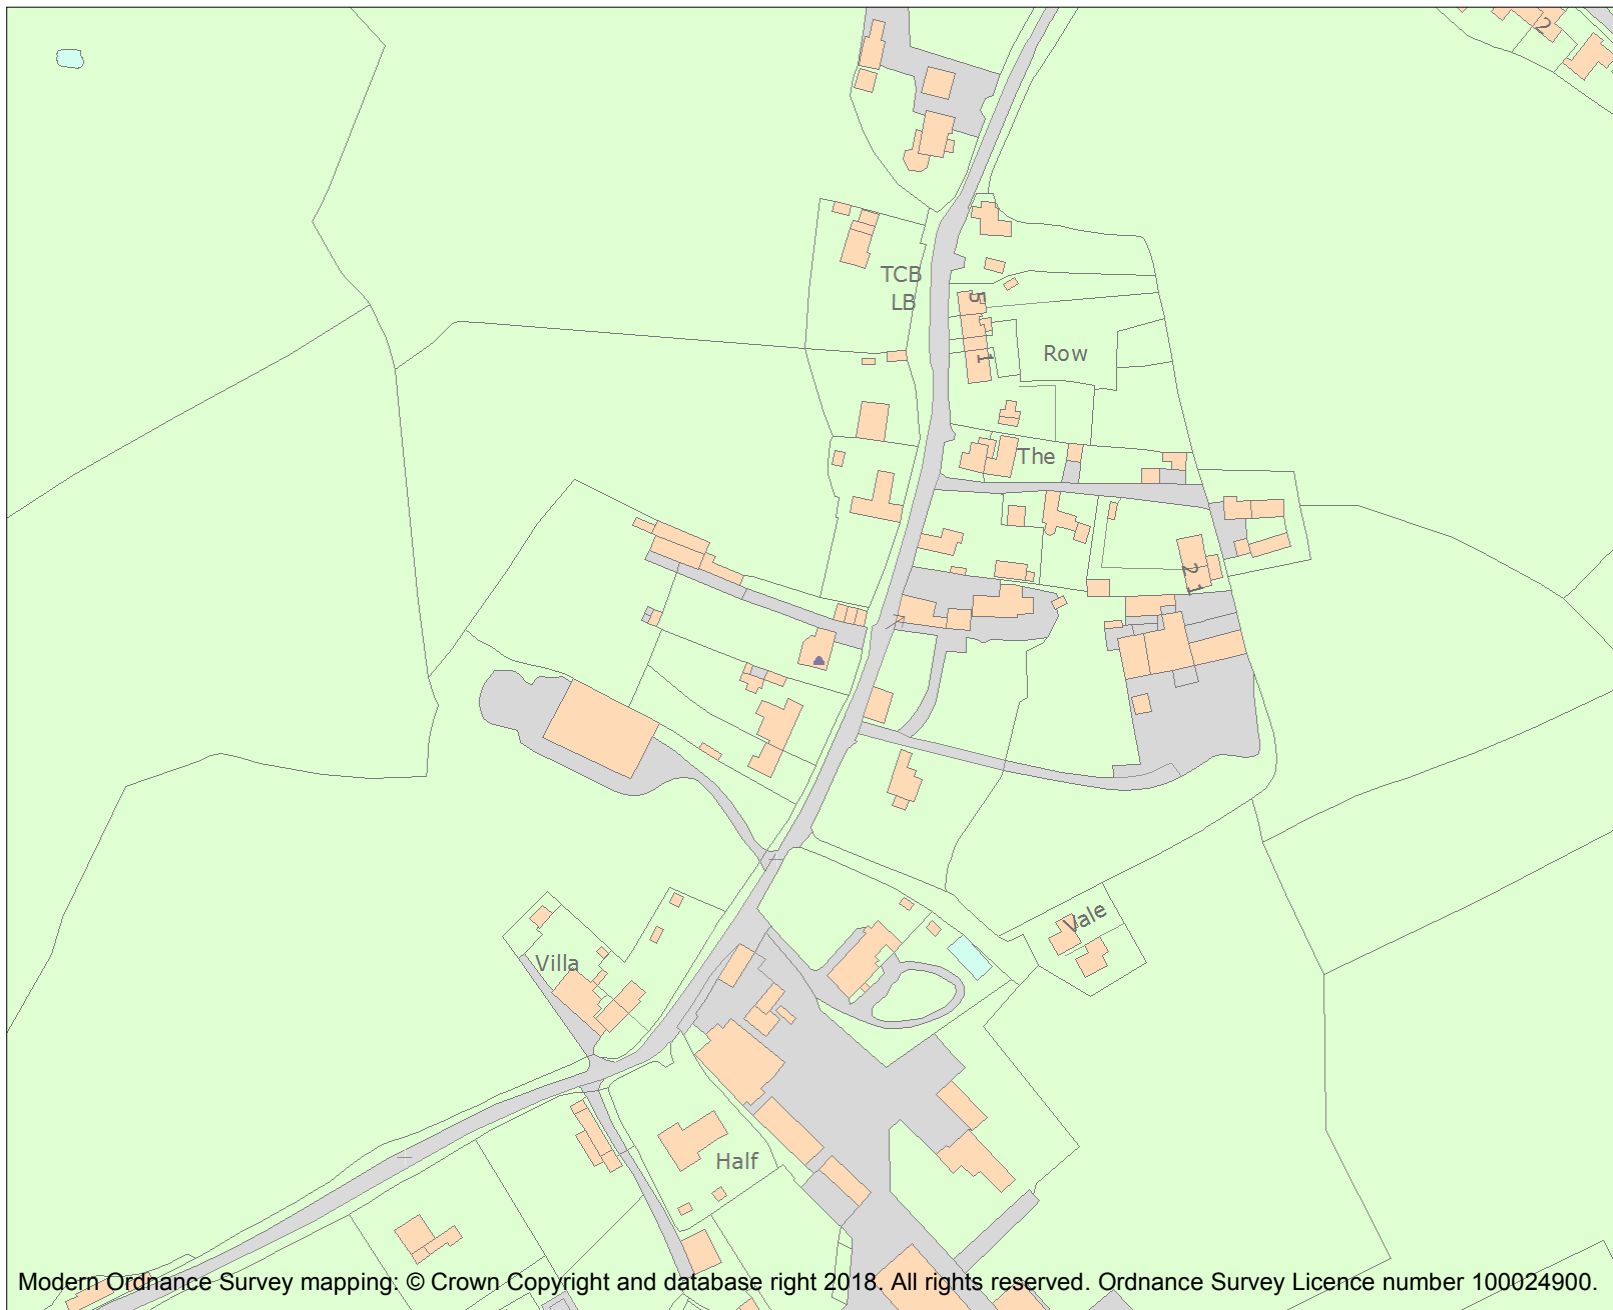 2
TCB
LB
5
Row
1
The
21
Vale
Villa
Half
Modern Ordnance Survey mapping: © Crown Copyright and database right 2018. All rights reserved. Ordnance Survey Licence number 100024900.